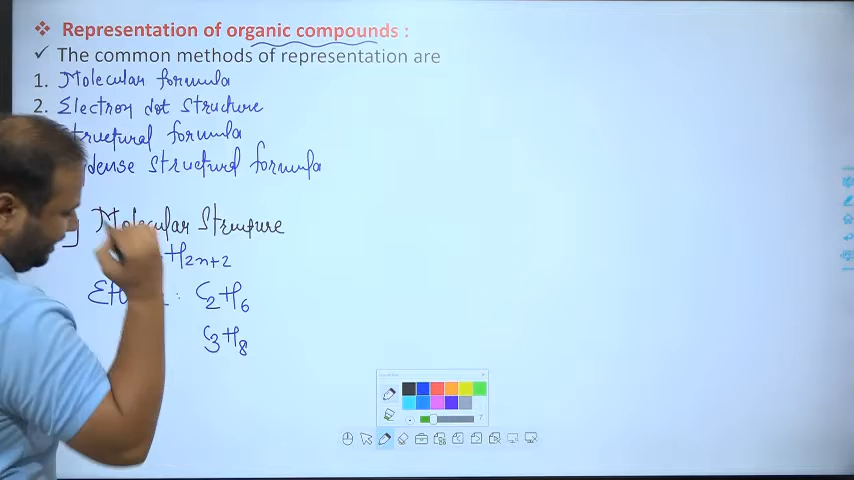 ❖ Representation of organic compounds :
✓ The common methods of representation are
1. Molecular formula
2. Electron dot structure
structural formula
dense structural formula
Molecular
H2n+2
: C2H6
C3H8
7